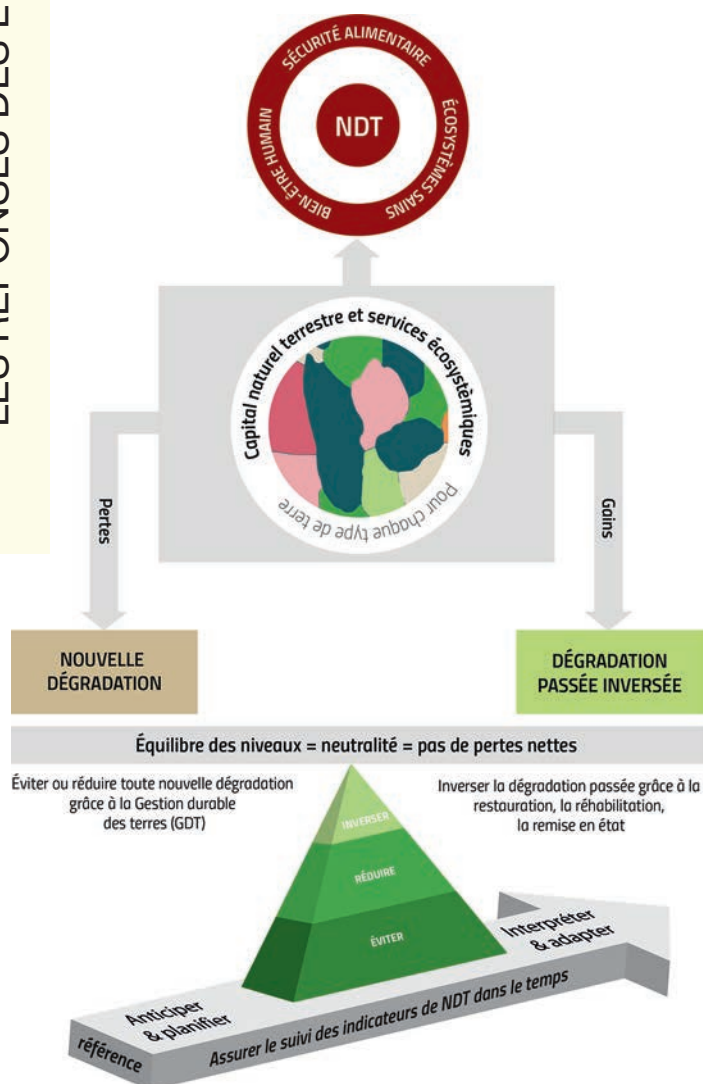 SÉCURITÉ ALIMENTAIRE
NDT
BIEN-ÊTRE HUMAIN
ÉCOSYSTÈMES SAINS
Capital naturel terrestre et services écosystèmiques
Pour chaque type de terre
Pertes
Gains
NOUVELLE
DÉGRADATION
DÉGRADATION
PASSÉE INVERSÉE
Équilibre des niveaux = neutralité = pas de pertes nettes
Éviter ou réduire toute nouvelle dégradation
grâce à la Gestion durable
des terres (GDT)
Inverser la dégradation passée grâce à la
restauration, la réhabilitation,
la remise en état
INVERSER
RÉDUIRE
ÉVITER
Interpréter
& adapter
Anticiper
& planifier
référence
Assurer le suivi des indicateurs de NDT dans le temps